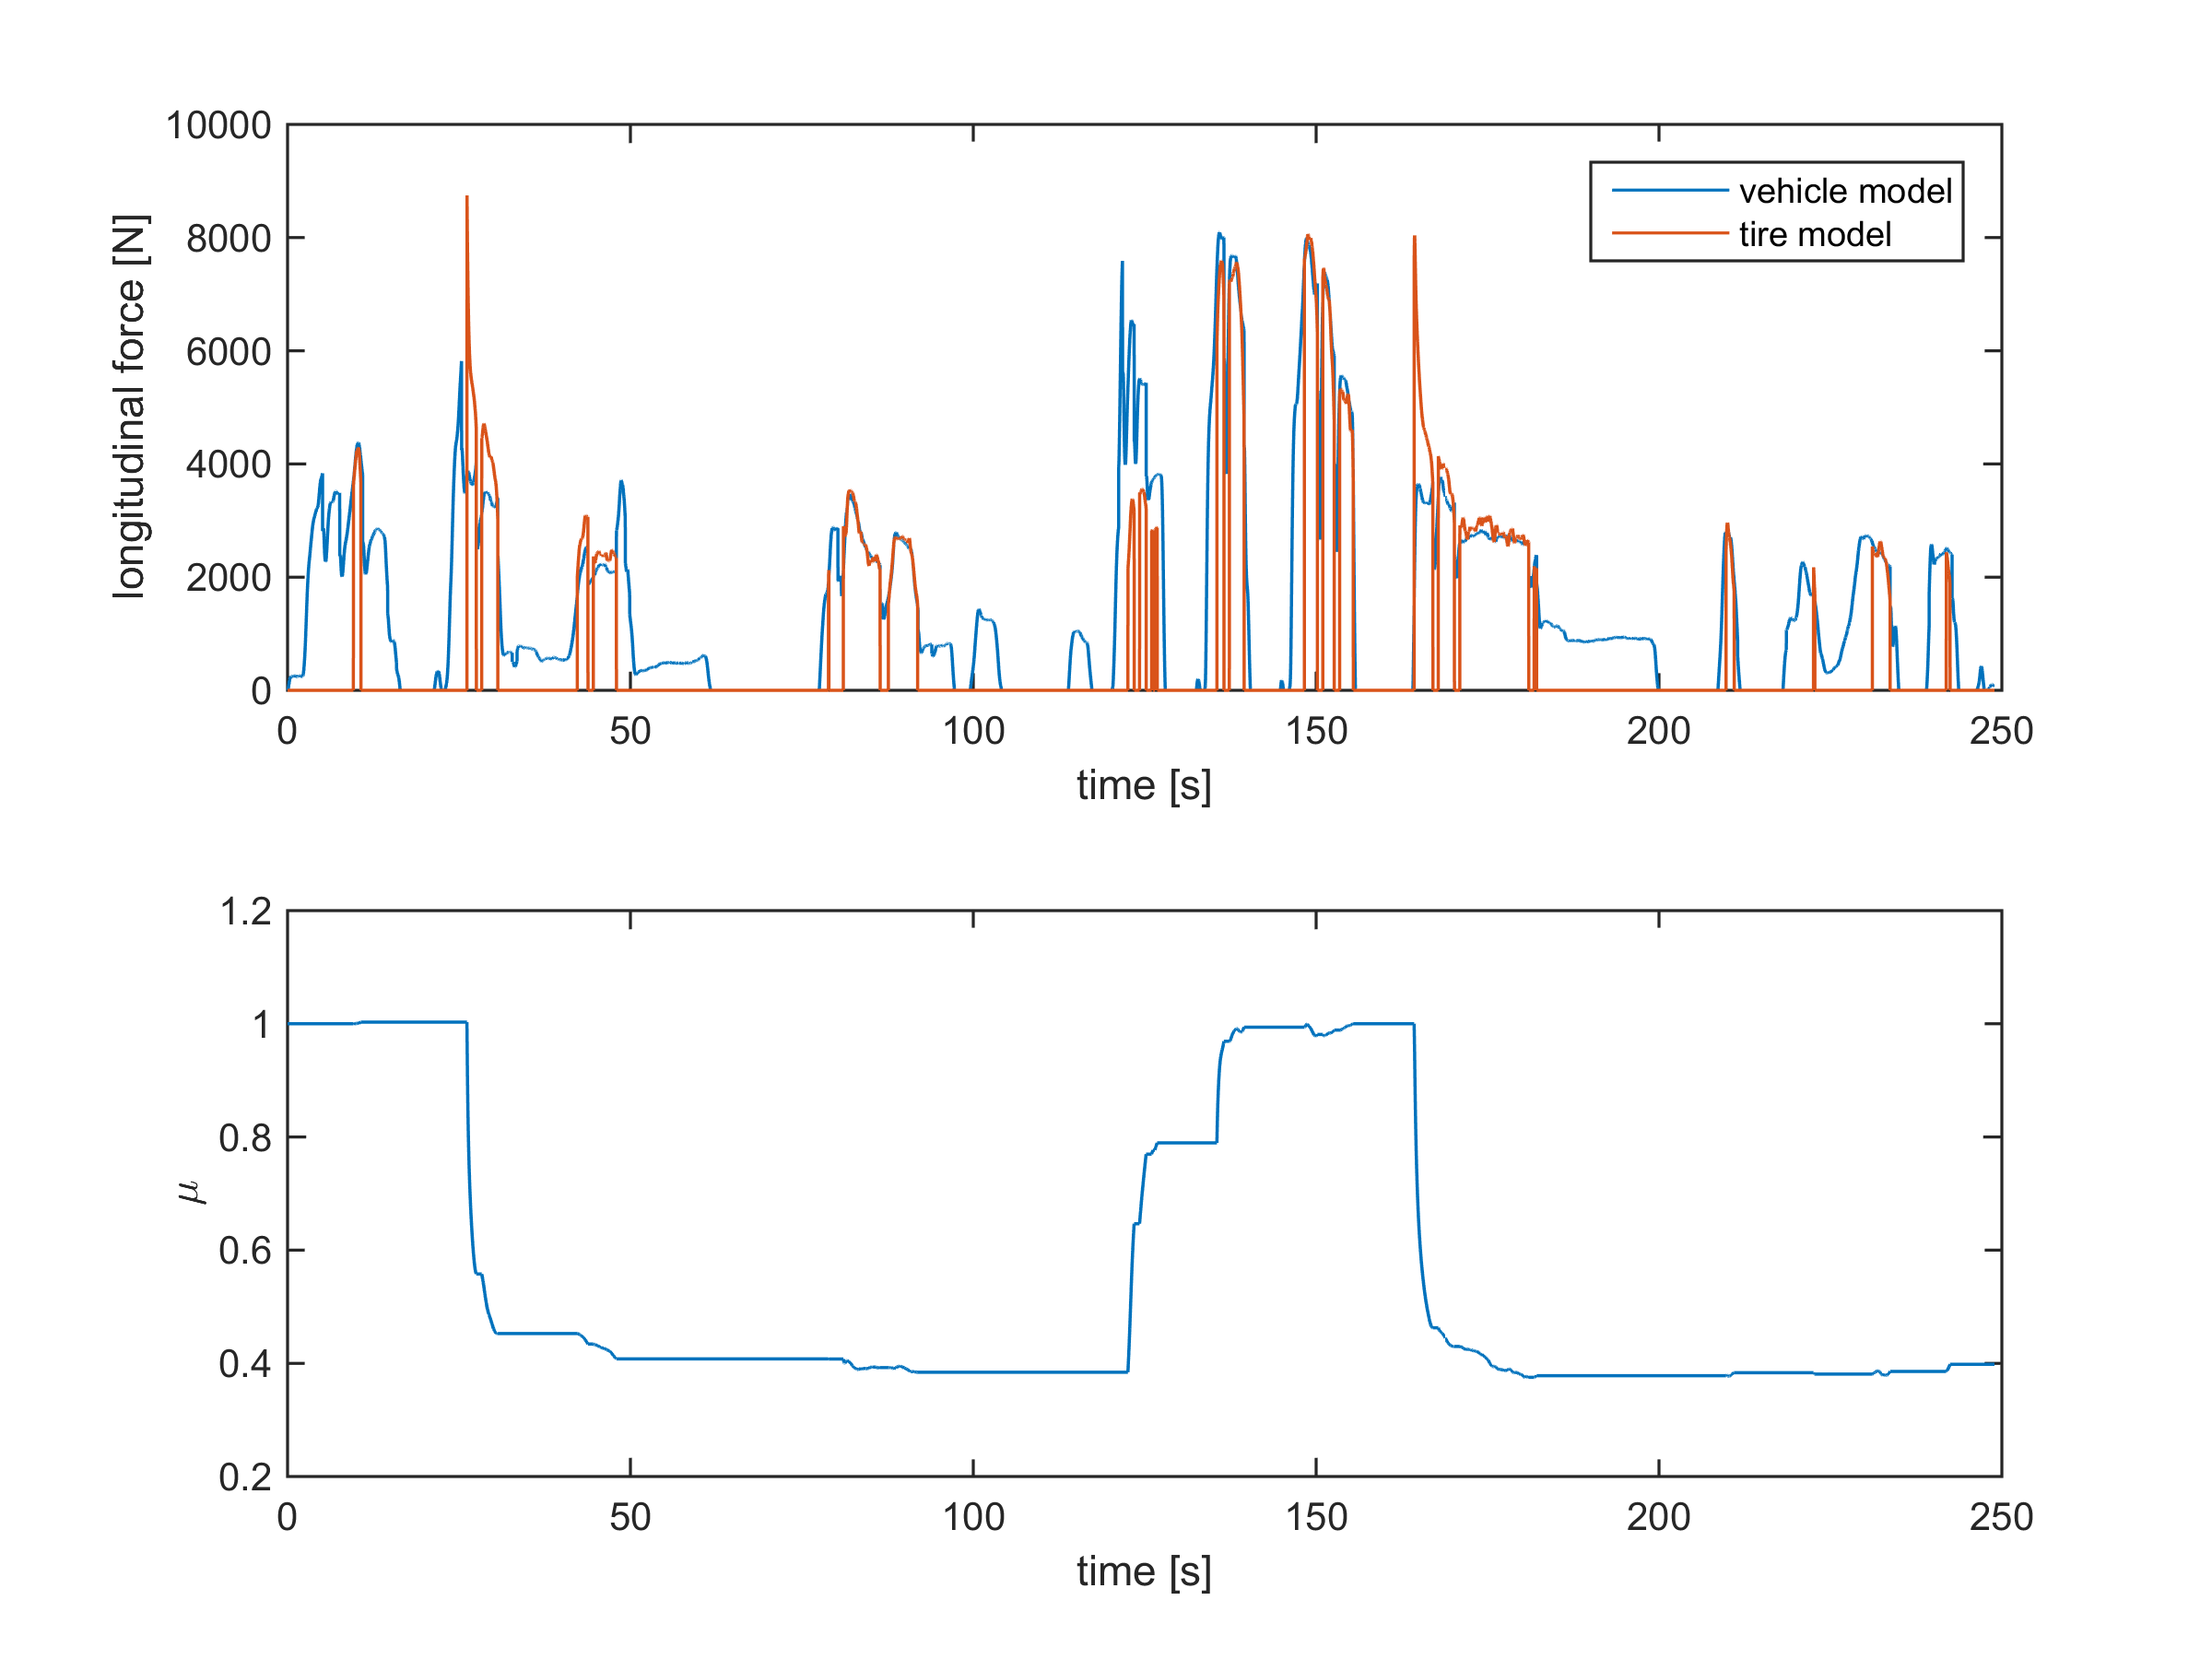 10000
8000
6000
4000
2000
0
longitudinal force [N]
vehicle model
tire model
0 50 100 150 200 250
time [s]
1.2
1
0.8
0.6
0.4
0.2
μ
0 50 100 150 200 250
time [s]